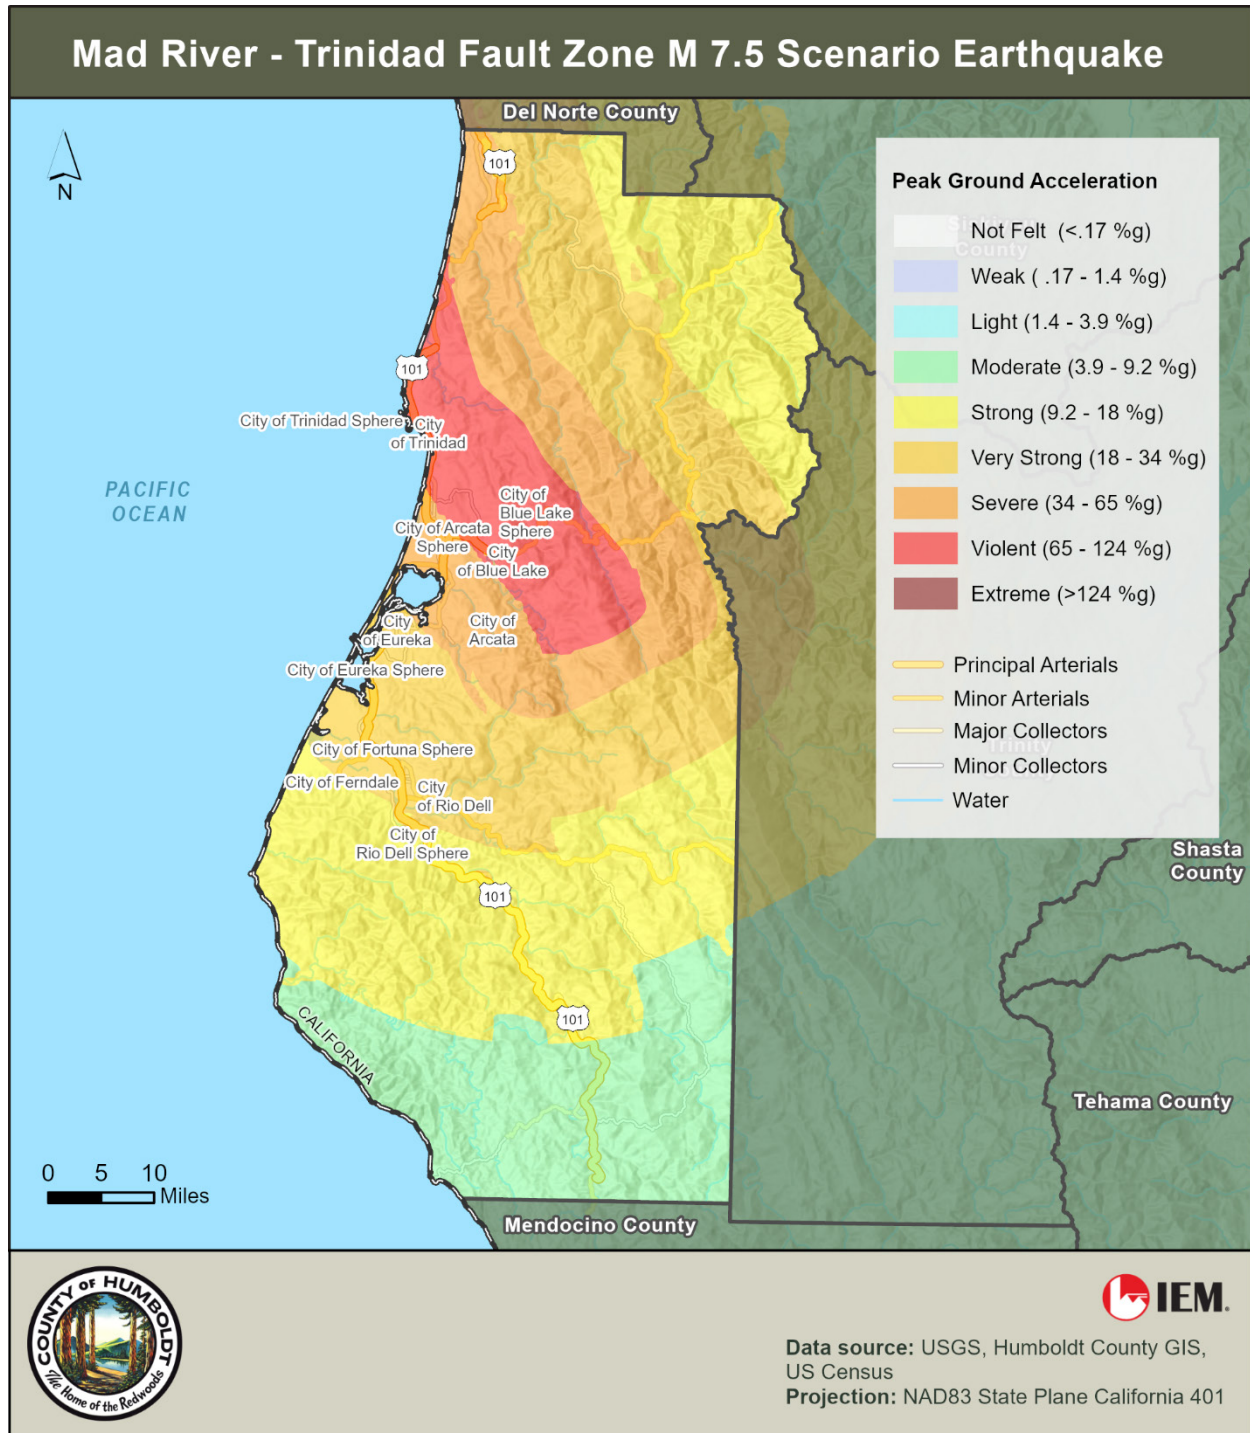 Mad River - Trinidad Fault Zone M 7.5 Scenario Earthquake
Del Norte County
N
101
Peak Ground Acceleration
Not Felt (<.17 %g)
Weak ( .17 - 1.4 %g)
Light (1.4 - 3.9 %g)
Moderate (3.9 - 9.2 %g)
Strong (9.2 - 18 %g)
Very Strong (18 - 34 %g)
Severe (34 - 65 %g)
Violent (65 - 124 %g)
Extreme (>124 %g)
Principal Arterials
Minor Arterials
Major Collectors
Minor Collectors
Water
County
Trinity
101
City of Trinidad Sphere
City
of Trinidad
PACIFIC
OCEAN
City of
Blue Lake
Sphere
City of Arcata
Sphere
City
of Blue Lake
City
of Eureka
City of
Arcata
City of Eureka Sphere
City of Fortuna Sphere
City of Ferndale
City
of Rio Dell
City of
Rio Dell Sphere
101
Shasta
County
101
CALIFORNIA
Tehama County
0 5 10
Miles
Mendocino County
COUNTY OF HUMBOLDT
The Home of the Redwoods
IEM.
Data source: USGS, Humboldt County GIS,
US Census
Projection: NAD83 State Plane California 401